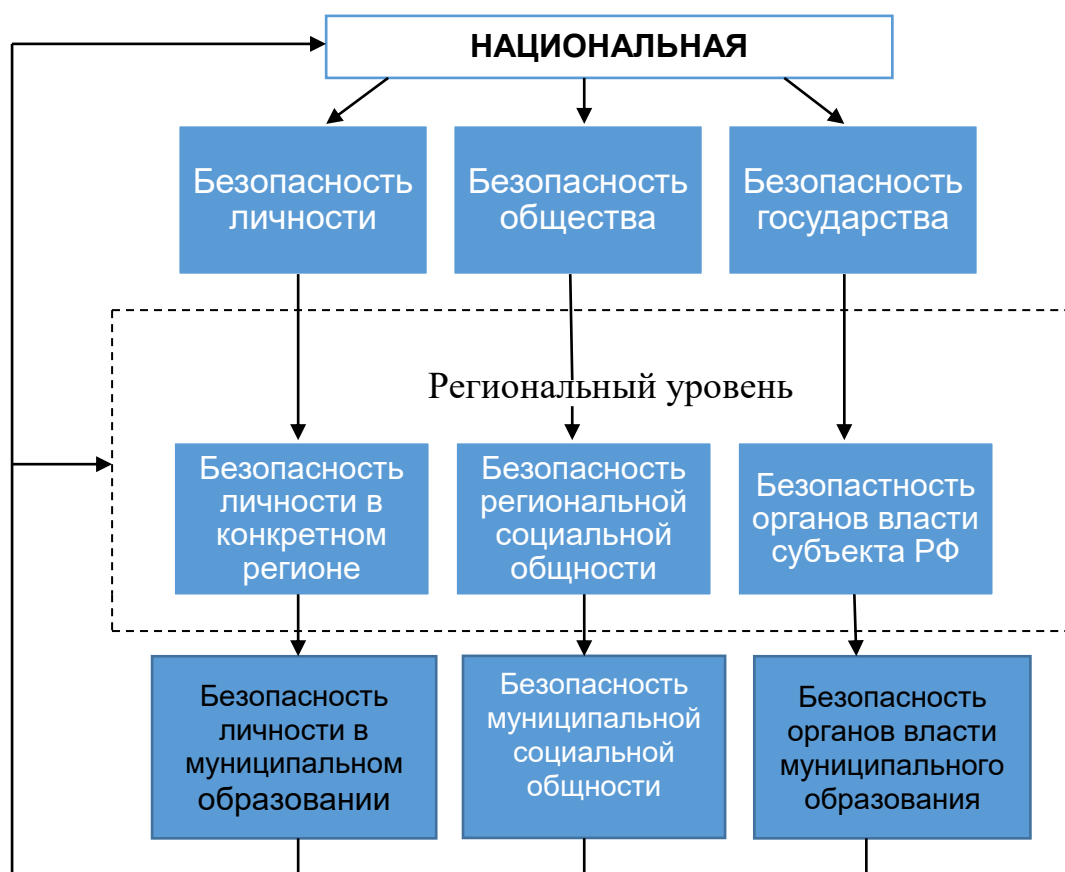 НАЦИОНАЛЬНАЯ
Безопасность
личности
Безопасность
общества
Безопасность
государства
Региональный уровень
Безопасность
личности в
конкретном
регионе
Безопасность
региональной
социальной
общности
Безопастность
органов власти
субъекта РФ
Безопасность
личности в
муниципальном
образовании
Безопасность
муниципальной
социальной
общности
Безопасность
органов власти
муниципального
образования